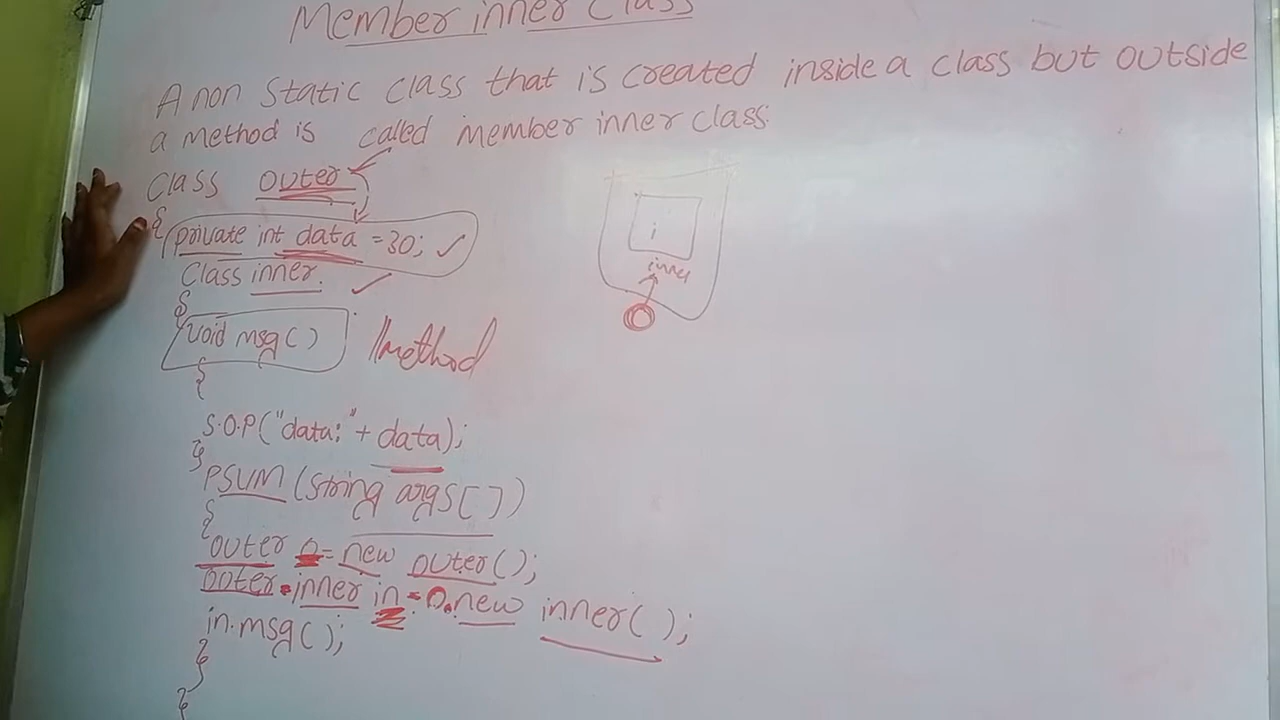 Member inner Class
A non static class that is created inside a class but outside
a method is called member inner class.
Class outer
{
private int data = 30; ✓
Class inner.
{
void msg() //method
{
S.O.P("data:" + data);
}
PSVM (String args[])
{
outer o = new outer();
outer.inner in = o.new inner();
in.msg();
}
}
i
inner